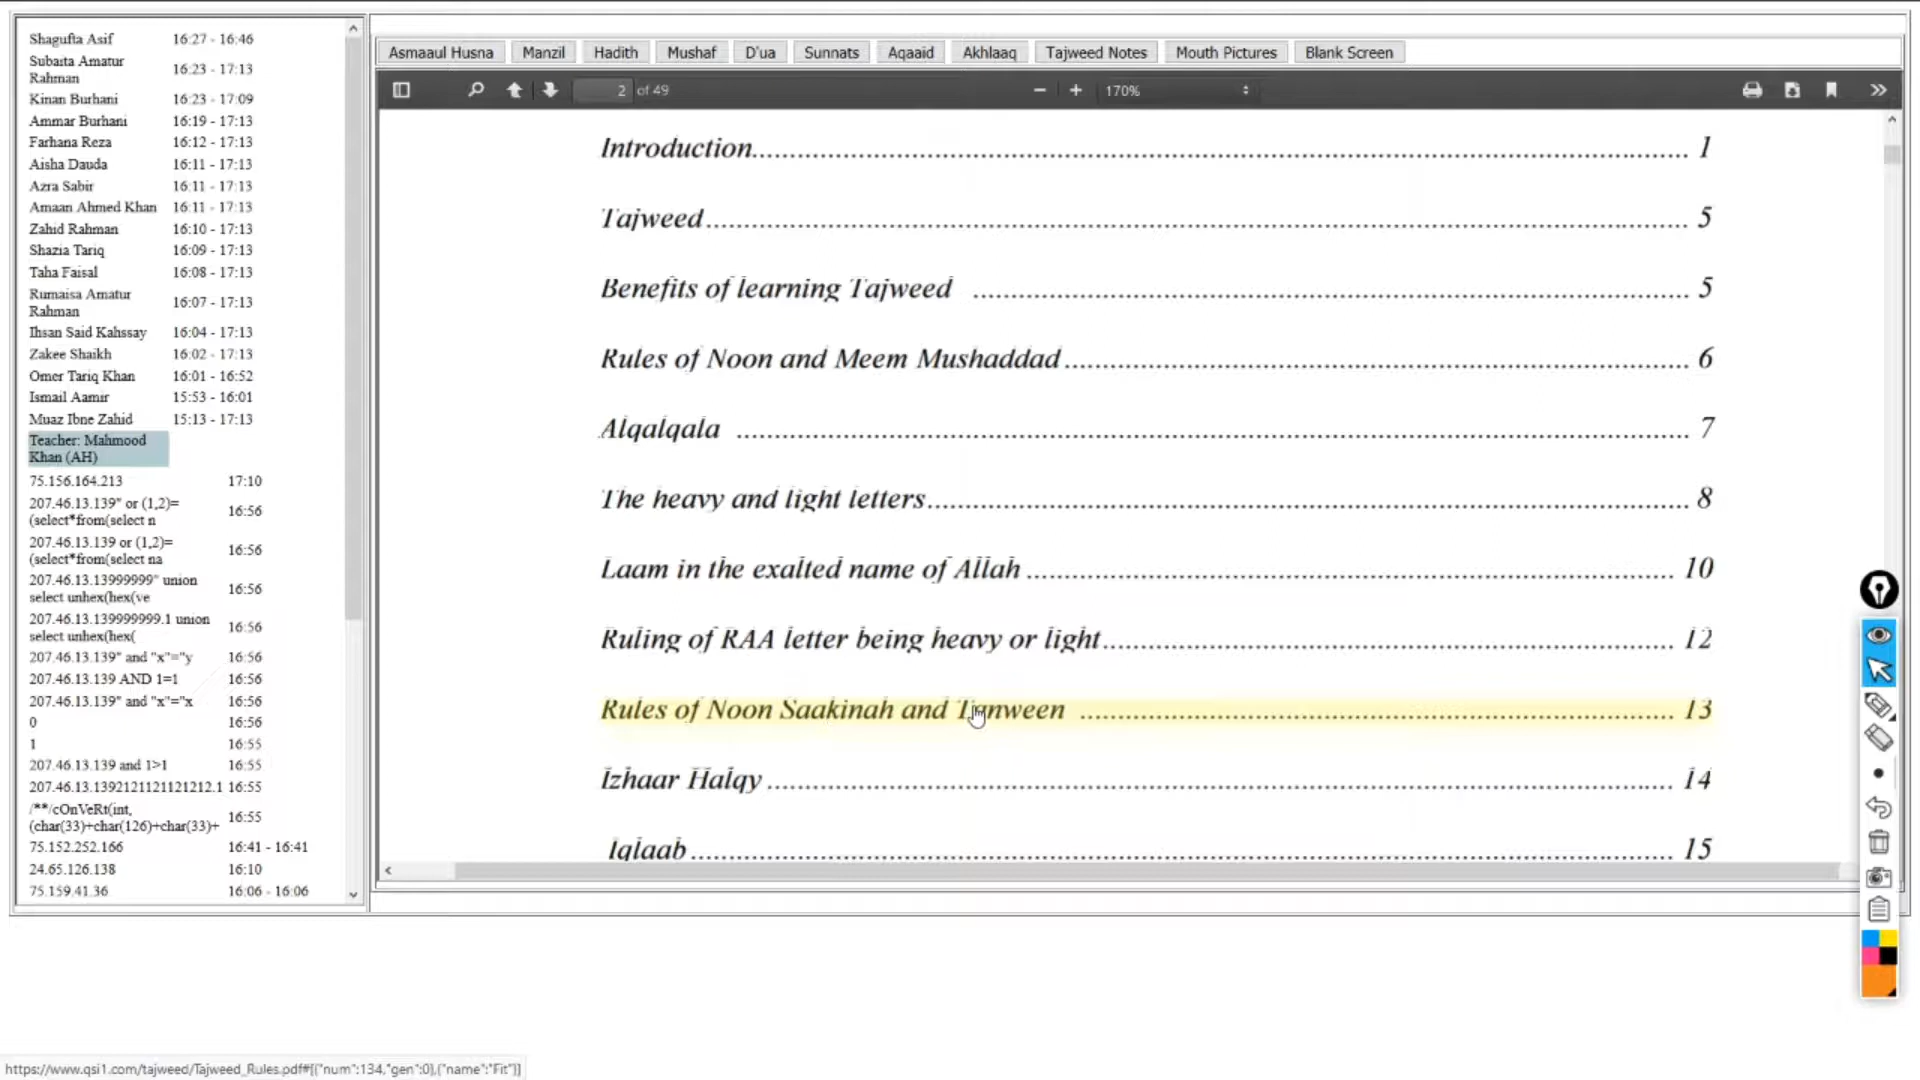 Shagufta Asif 16:27 - 16:46
Subaita Amatur
Rahman 16:23 - 17:13
Kinan Burhani 16:23 - 17:09
Ammar Burhani 16:19 - 17:13
Farhana Reza 16:12 - 17:13
Aisha Dauda 16:11 - 17:13
Azra Sabir 16:11 - 17:13
Amaan Ahmed Khan 16:11 - 17:13
Zahid Rahman 16:10 - 17:13
Shazia Tariq 16:09 - 17:13
Taha Faisal 16:08 - 17:13
Rumaisa Amatur
Rahman 16:07 - 17:13
Ihsan Said Kahssay 16:04 - 17:13
Zakee Shaikh 16:02 - 17:13
Omer Tariq Khan 16:01 - 16:52
Ismail Aamir 15:53 - 16:01
Muaz Ibne Zahid 15:13 - 17:13
Teacher: Mahmood
Khan (AH)
75.156.164.213 17:10
207.46.13.139" or (1,2)=
(select*from(select n 16:56
207.46.13.139 or (1,2)=
(select*from(select na 16:56
207.46.13.13999999" union
select unhex(hex(ve 16:56
207.46.13.139999999.1 union
select unhex(hex( 16:56
207.46.13.139" and "x"="y 16:56
207.46.13.139 AND 1=1 16:56
207.46.13.139" and "x"="x 16:56
0 16:56
1 16:55
207.46.13.139 and 1>1 16:55
207.46.13.1392121121121212.1 16:55
/**/cOnVeRt(int,
(char(33)+char(126)+char(33)+ 16:55
75.152.252.166 16:41 - 16:41
24.65.126.138 16:10
75.159.41.36 16:06 - 16:06
Asmaaul Husna Manzil Hadith Mushaf D'ua Sunnats Aqaaid Akhlaaq Tajweed Notes Mouth Pictures Blank Screen
2 of 49 170%
Introduction 1
Tajweed 5
Benefits of learning Tajweed 5
Rules of Noon and Meem Mushaddad 6
Alqalqala 7
The heavy and light letters 8
Laam in the exalted name of Allah 10
Ruling of RAA letter being heavy or light 12
Rules of Noon Saakinah and Tanween 13
Izhaar Halqy 14
Iqlaab 15
https://www.qsi1.com/tajweed/Tajweed_Rules.pdf#[{"num":134,"gen":0},{"name":"Fit"}]